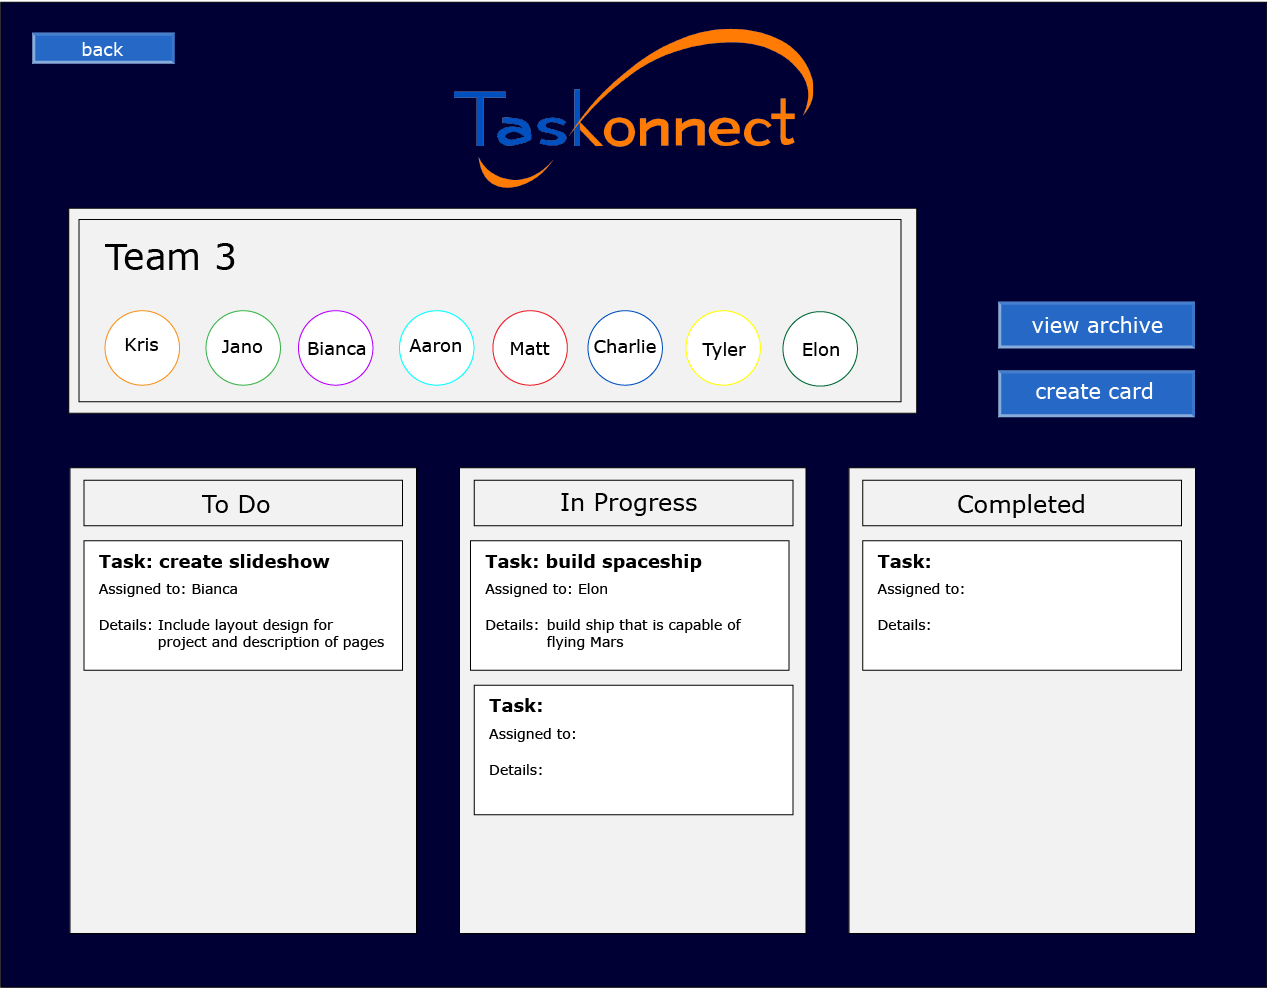 back
Taskonnect
Team 3
Kris Jano Bianca Aaron Matt Charlie Tyler Elon
view archive
create card
To Do
Task: create slideshow
Assigned to: Bianca
Details: Include layout design for
project and description of pages
In Progress
Task: build spaceship
Assigned to: Elon
Details: build ship that is capable of
flying Mars
Task:
Assigned to:
Details:
Completed
Task:
Assigned to:
Details: